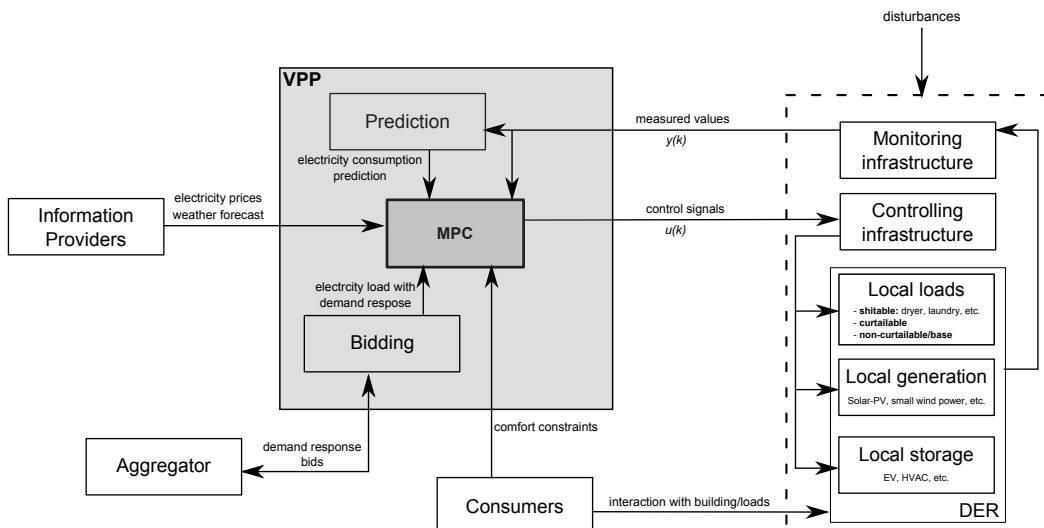 disturbances
VPP
Prediction
electricity consumption
prediction
measured values
y(k)
Monitoring
infrastructure
Information
Providers
electricity prices
weather forecast
MPC
control signals
u(k)
Controlling
infrastructure
electrcity load with
demand respose
Bidding
Local loads
- shitable: dryer, laundry, etc.
- curtailable
- non-curtailable/base
Local generation
Solar-PV, small wind power, etc.
Local storage
EV, HVAC, etc.
DER
Aggregator
demand response
bids
comfort constraints
Consumers
interaction with building/loads